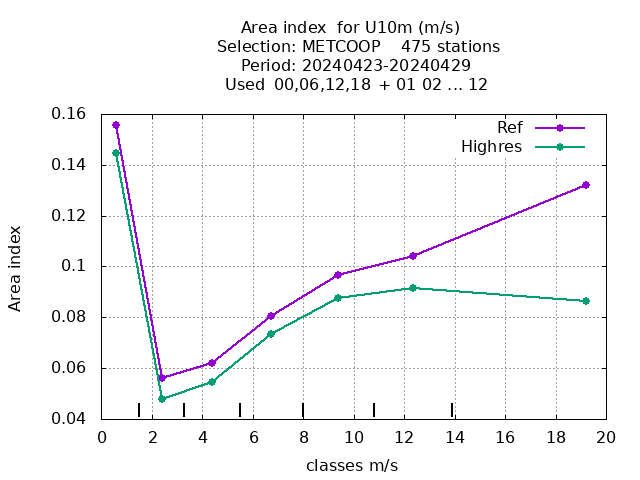 Area index  for U10m (m/s)
Selection: METCOOP    475 stations
Period: 20240423-20240429
Used  00,06,12,18  + 01 02 ... 12
Ref
Highres
0.16
0.14
0.12
0.1
0.08
0.06
0.04
Area index
0 2 4 6 8 10 12 14 16 18 20
classes m/s